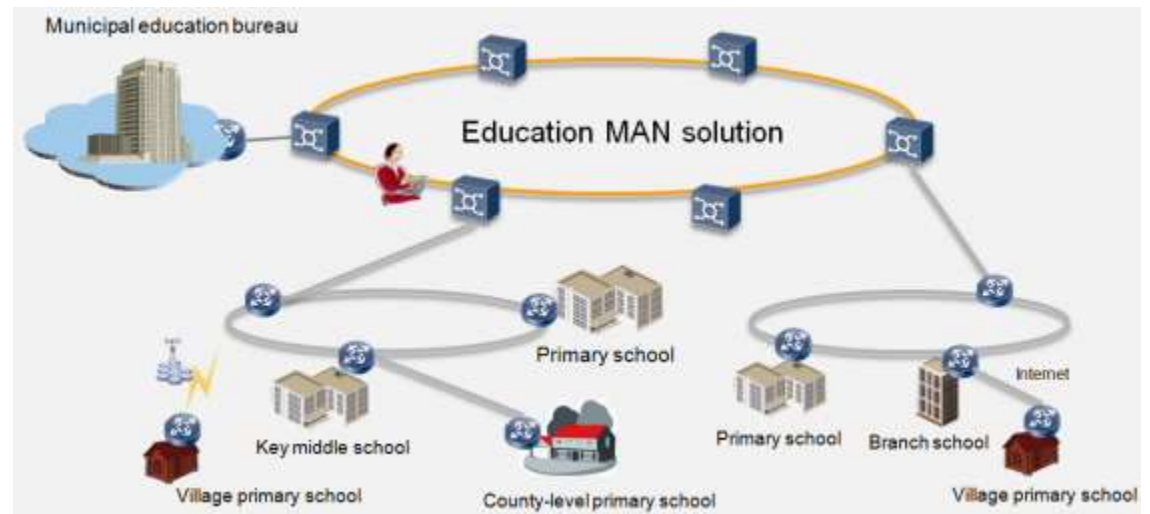 Municipal education bureau
Education MAN solution
Primary school
Internet
Key middle school
Primary school
Branch school
Village primary school
County-level primary school
Village primary school